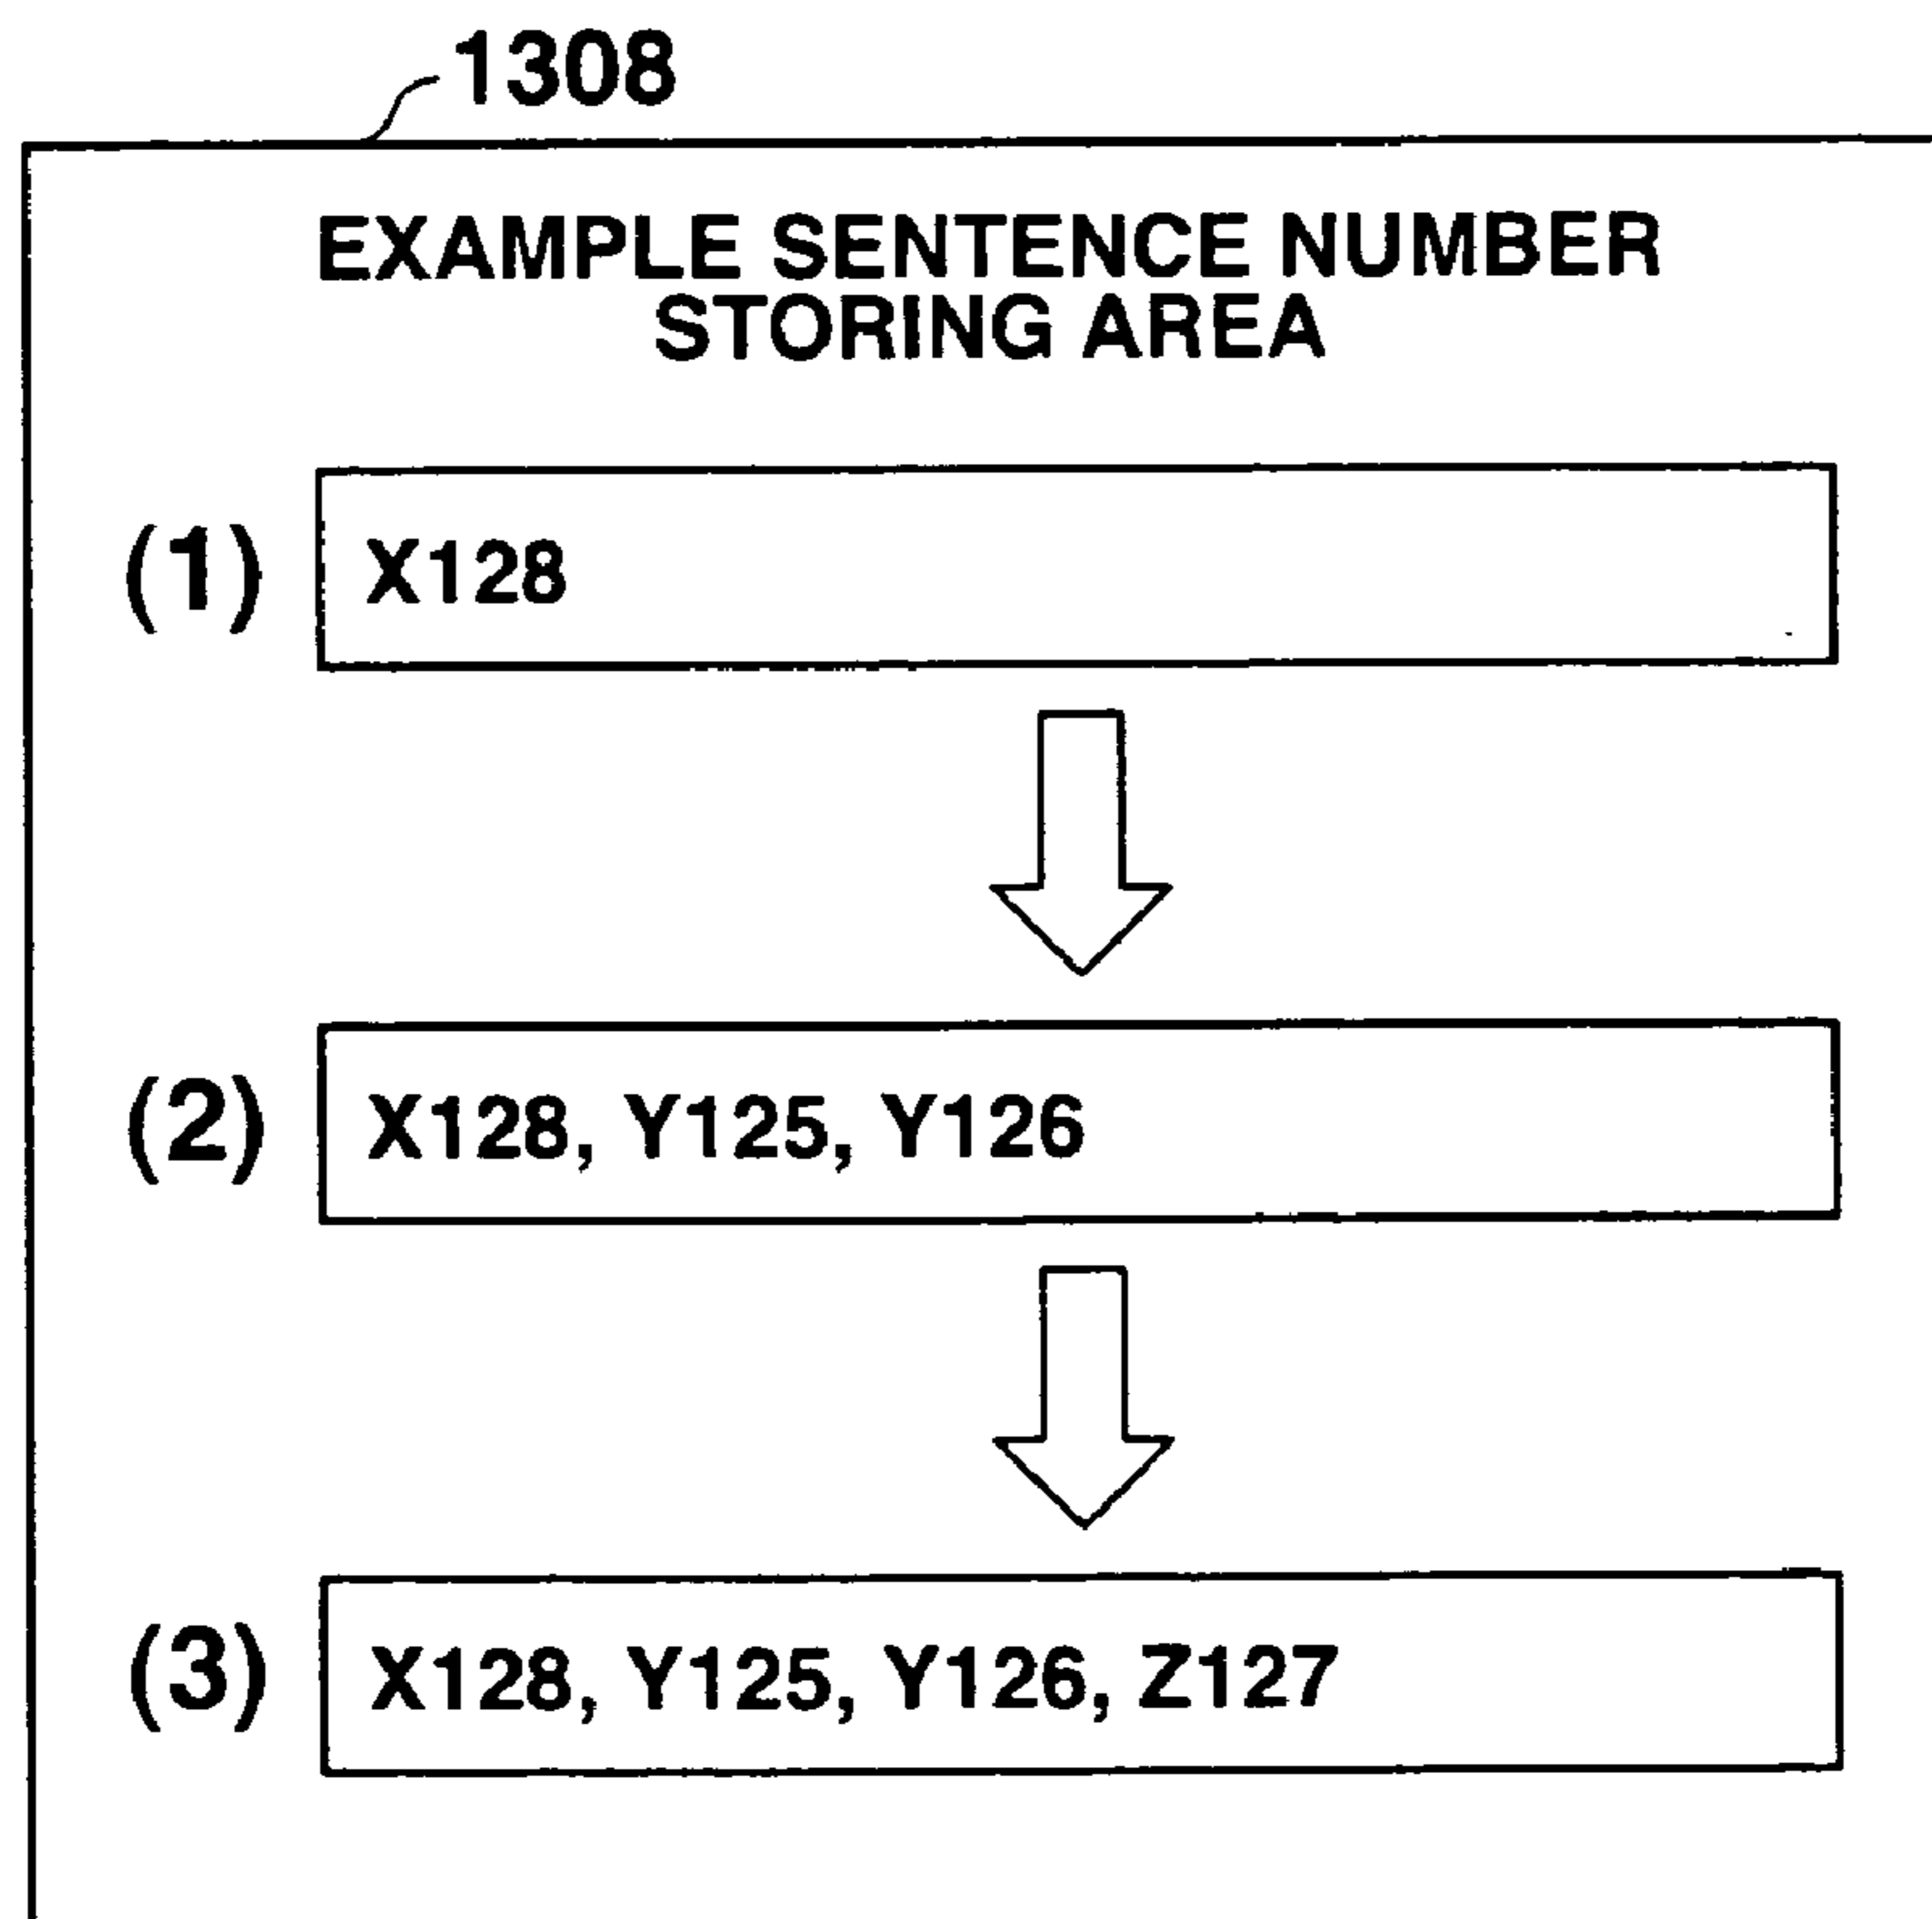 1308
EXAMPLE SENTENCE NUMBER
STORING AREA
(1) X128
(2) X128, Y125, Y126
(3) X128, Y125, Y126, Z127